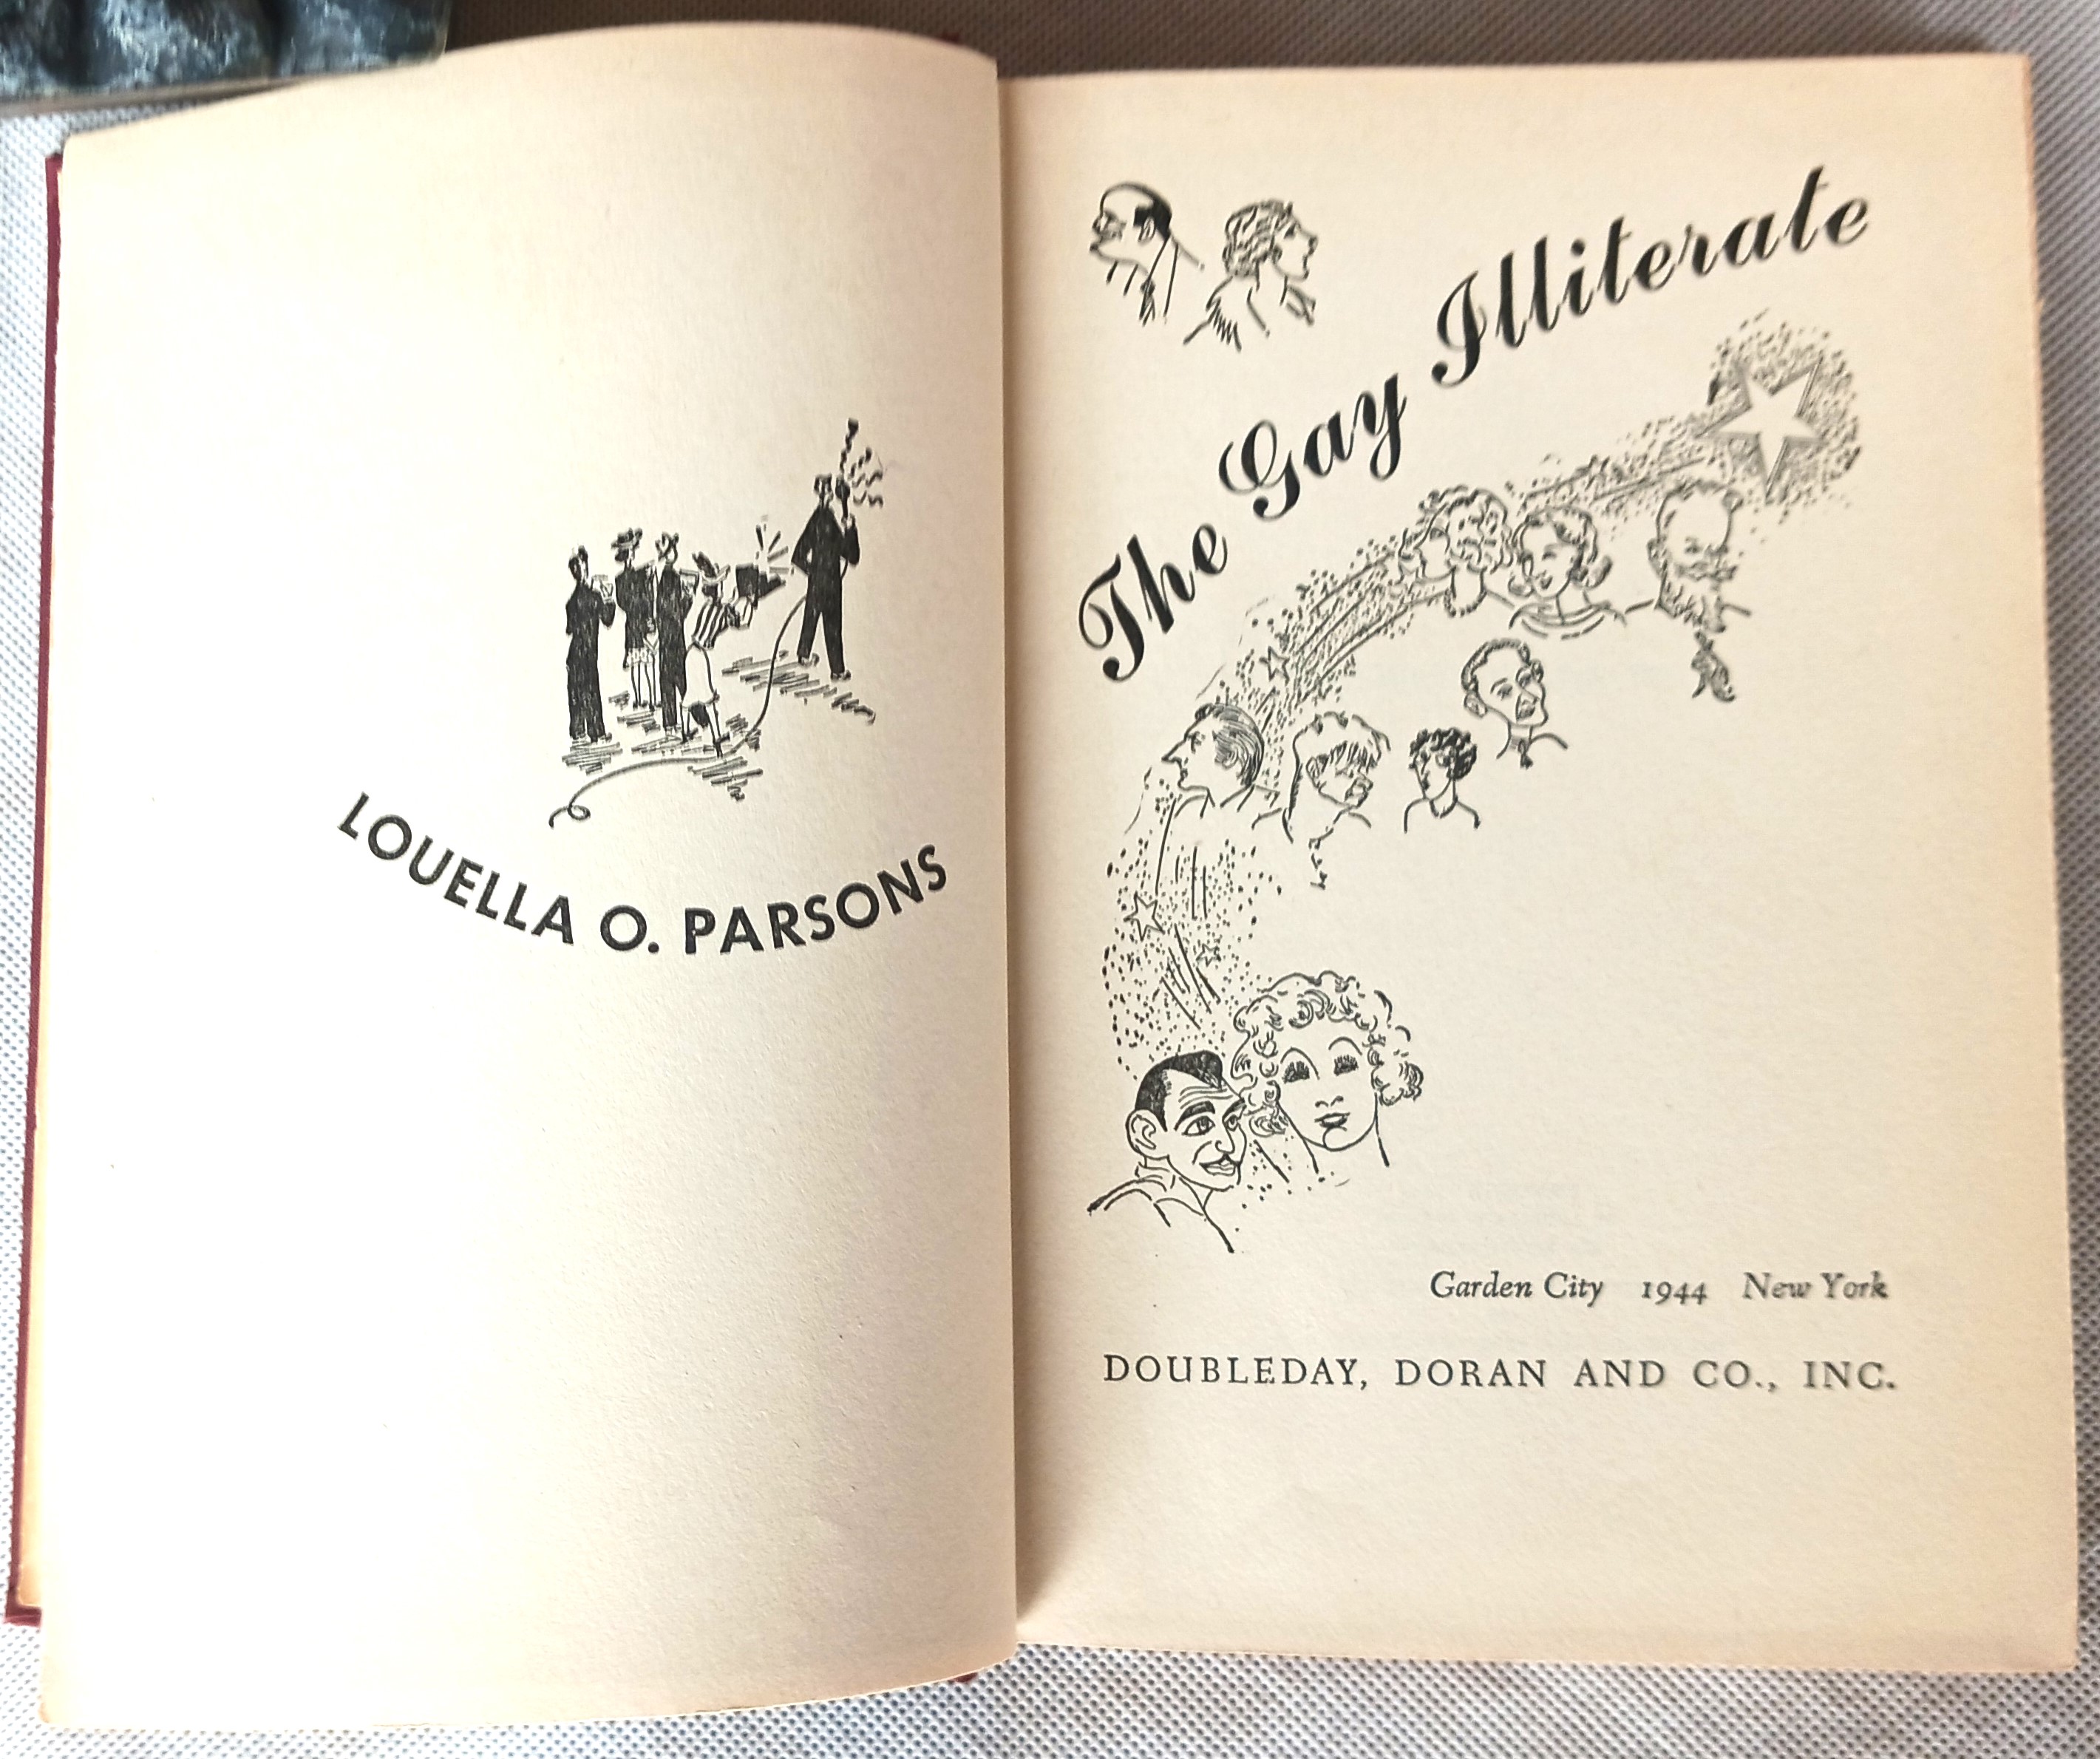 LOUELLA O. PARSONS
The Gay Illiterate
Garden City 1944 New York
DOUBLEDAY, DORAN AND CO., INC.